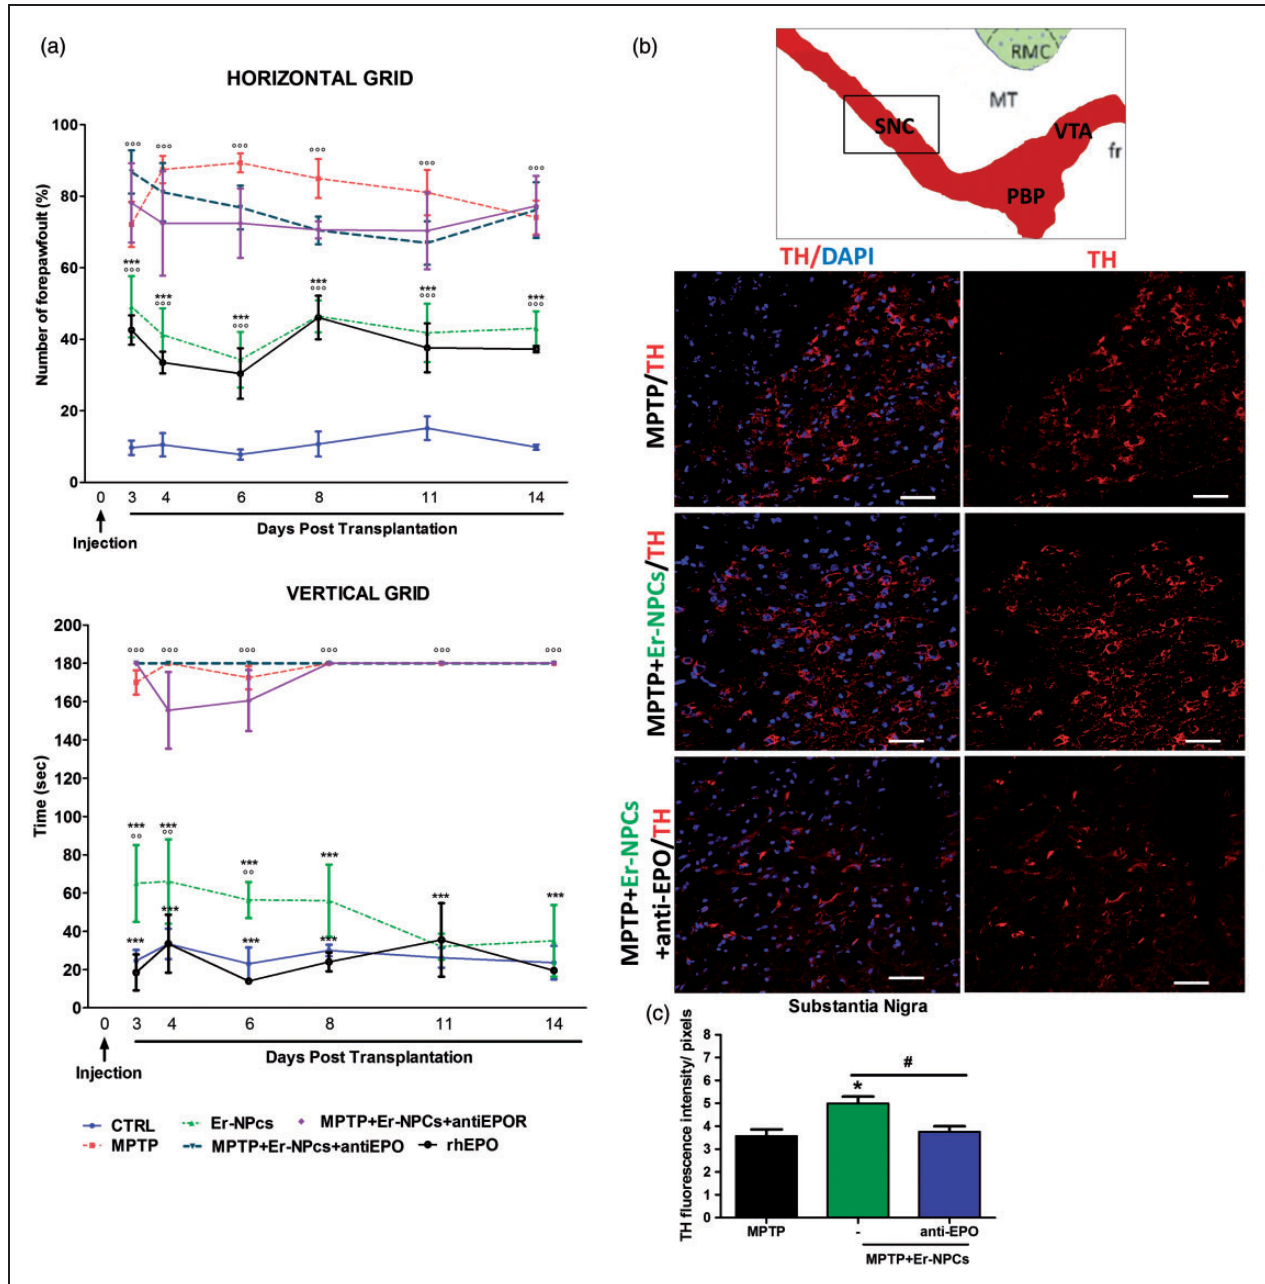 (a)
HORIZONTAL GRID
Number of forepawfoult (%)
100
80
60
40
20
0
°°°
°°°
°°°
°°°
°°°
°°°
***
°°°
***
°°°
***
°°°
***
°°°
***
°°°
***
°°°
0 3 4 6 8 11 14
Injection
Days Post Transplantation
VERTICAL GRID
Time (sec)
200
180
160
140
120
100
80
60
40
20
0
°°° °°° °°° °°° °°° °°°
***
°°
***
°°
***
°°
***
***
***
***
***
***
***
0 3 4 6 8 11 14
Injection
Days Post Transplantation
CTRL
Er-NPcs
MPTP+Er-NPCs+antiEPOR
MPTP
MPTP+Er-NPCs+antiEPO
rhEPO
(b)
RMC
MT
SNC
VTA
fr
PBP
TH/DAPI
TH
MPTP/TH
MPTP+Er-NPCs/TH
MPTP+Er-NPCs
+anti-EPO/TH
Substantia Nigra
(c)
TH fluorescence intensity/ pixels
8
7
6
5
4
3
2
1
0
*
#
MPTP
-
anti-EPO
MPTP+Er-NPCs